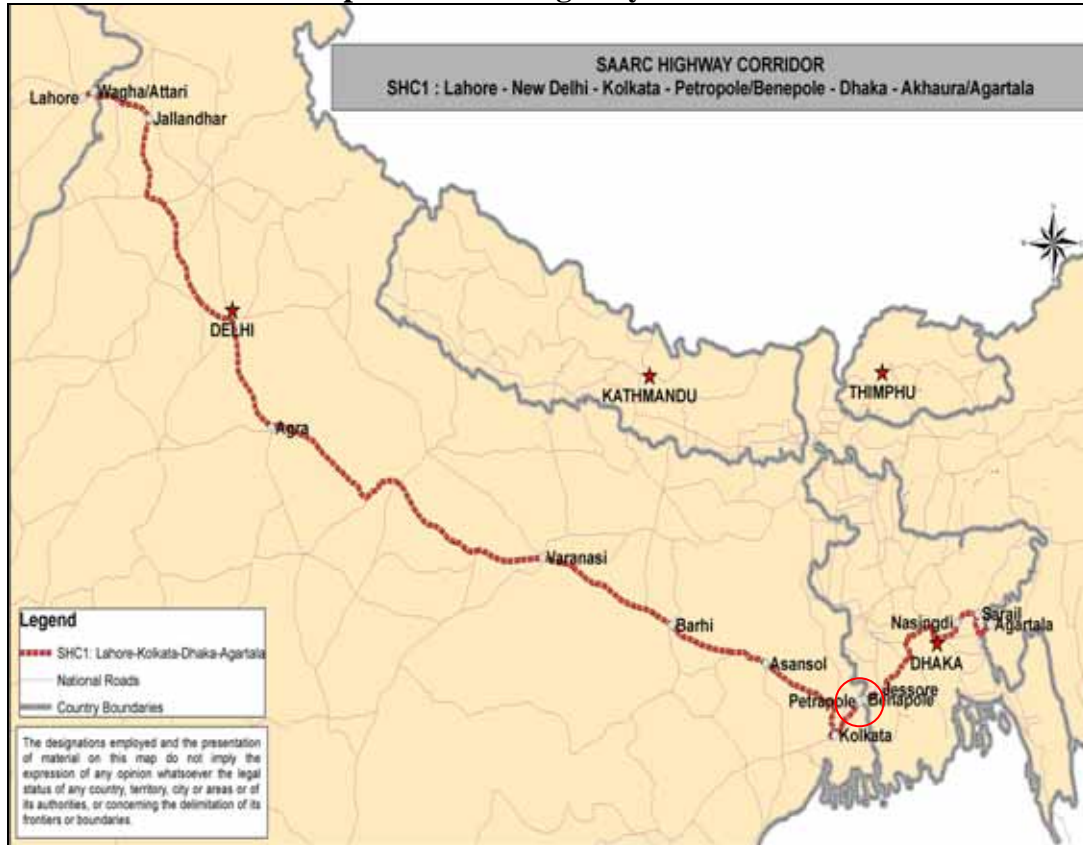 SAARC HIGHWAY CORRIDOR
SHC1 : Lahore - New Delhi - Kolkata - Petropole/Benepole - Dhaka - Akhaura/Agartala
Lahore
Wagha/Attari
Jallandhar
DELHI
KATHMANDU
THIMPHU
Agra
Varanasi
Barhi
Asansol
Nasingdi
Sarail
Agartala
DHAKA
Jessore
Petrapole
Benapole
Kolkata
Legend
SHC1: Lahore-Kolkata-Dhaka-Agartala
National Roads
Country Boundaries
The designations employed and the presentation
of material on this map do not imply the
expression of any opinion whatsoever the legal
status of any country, territory, city or areas or of
its authorities, or concerning the delimitation of its
frontiers or boundaries.